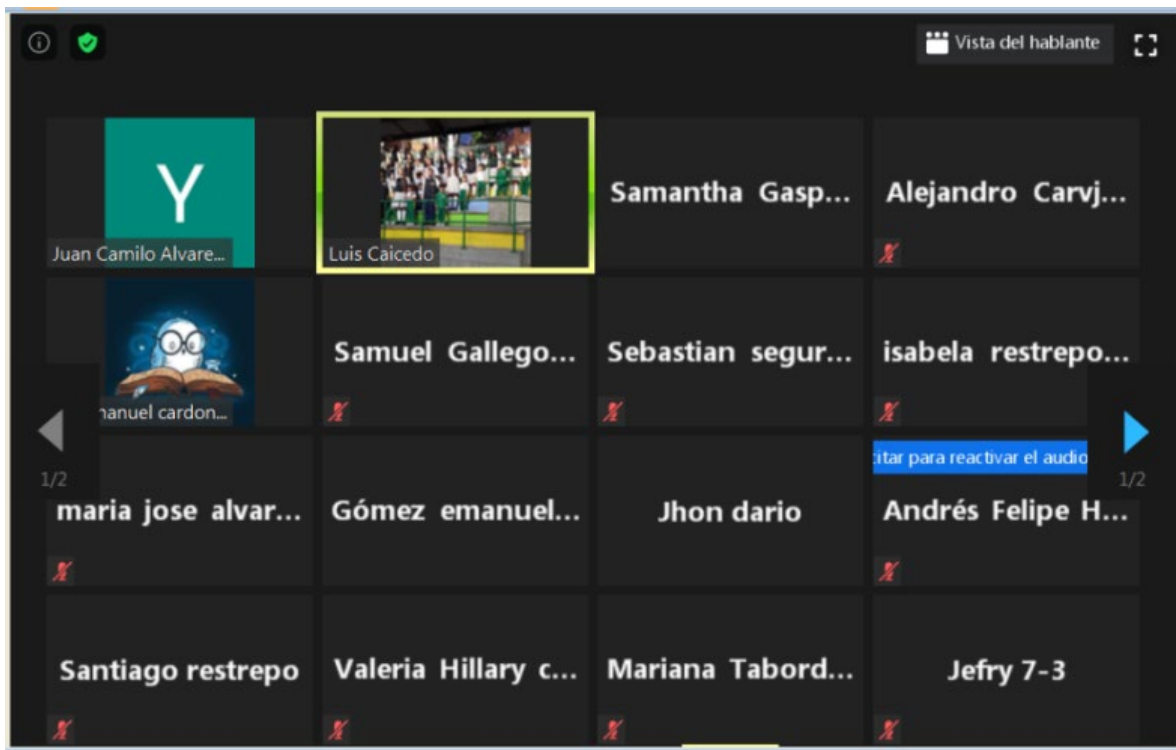 Vista del hablante
Y
Juan Camilo Alvare...
Luis Caicedo
Samantha Gasp...
Alejandro Carvj...
anuel cardon...
Samuel Gallego...
Sebastian segur...
isabela restrepo...
maria jose alvar...
Gómez emanuel...
Jhon dario
citar para reactivar el audio
Andrés Felipe H...
1/2
1/2
Santiago restrepo
Valeria Hillary c...
Mariana Tabord...
Jefry 7-3